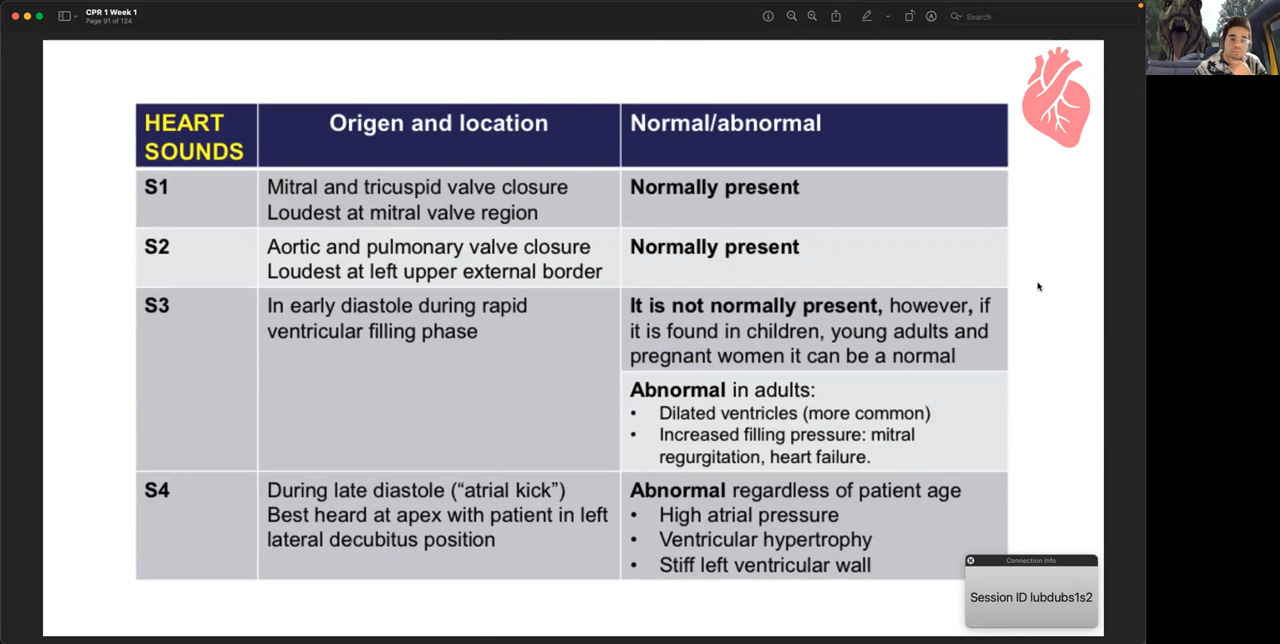 CPR 1 Week 1
Page 91 of 124
Search
HEART
SOUNDS
Origen and location
Normal/abnormal
S1
Mitral and tricuspid valve closure
Loudest at mitral valve region
Normally present
S2
Aortic and pulmonary valve closure
Loudest at left upper external border
Normally present
S3
In early diastole during rapid
ventricular filling phase
It is not normally present, however, if
it is found in children, young adults and
pregnant women it can be a normal
Abnormal in adults:
• Dilated ventricles (more common)
• Increased filling pressure: mitral
regurgitation, heart failure.
S4
During late diastole (“atrial kick”)
Best heard at apex with patient in left
lateral decubitus position
Abnormal regardless of patient age
• High atrial pressure
• Ventricular hypertrophy
• Stiff left ventricular wall
Connection Info
Session ID lubdubs1s2